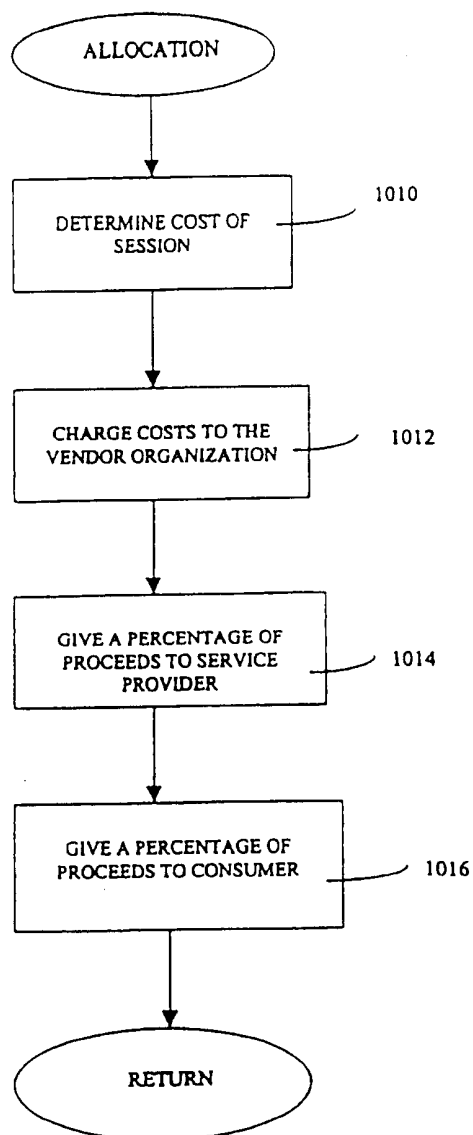 ALLOCATION
DETERMINE COST OF
SESSION
1010
CHARGE COSTS TO THE
VENDOR ORGANIZATION
1012
GIVE A PERCENTAGE OF
PROCEEDS TO SERVICE
PROVIDER
1014
GIVE A PERCENTAGE OF
PROCEEDS TO CONSUMER
1016
RETURN